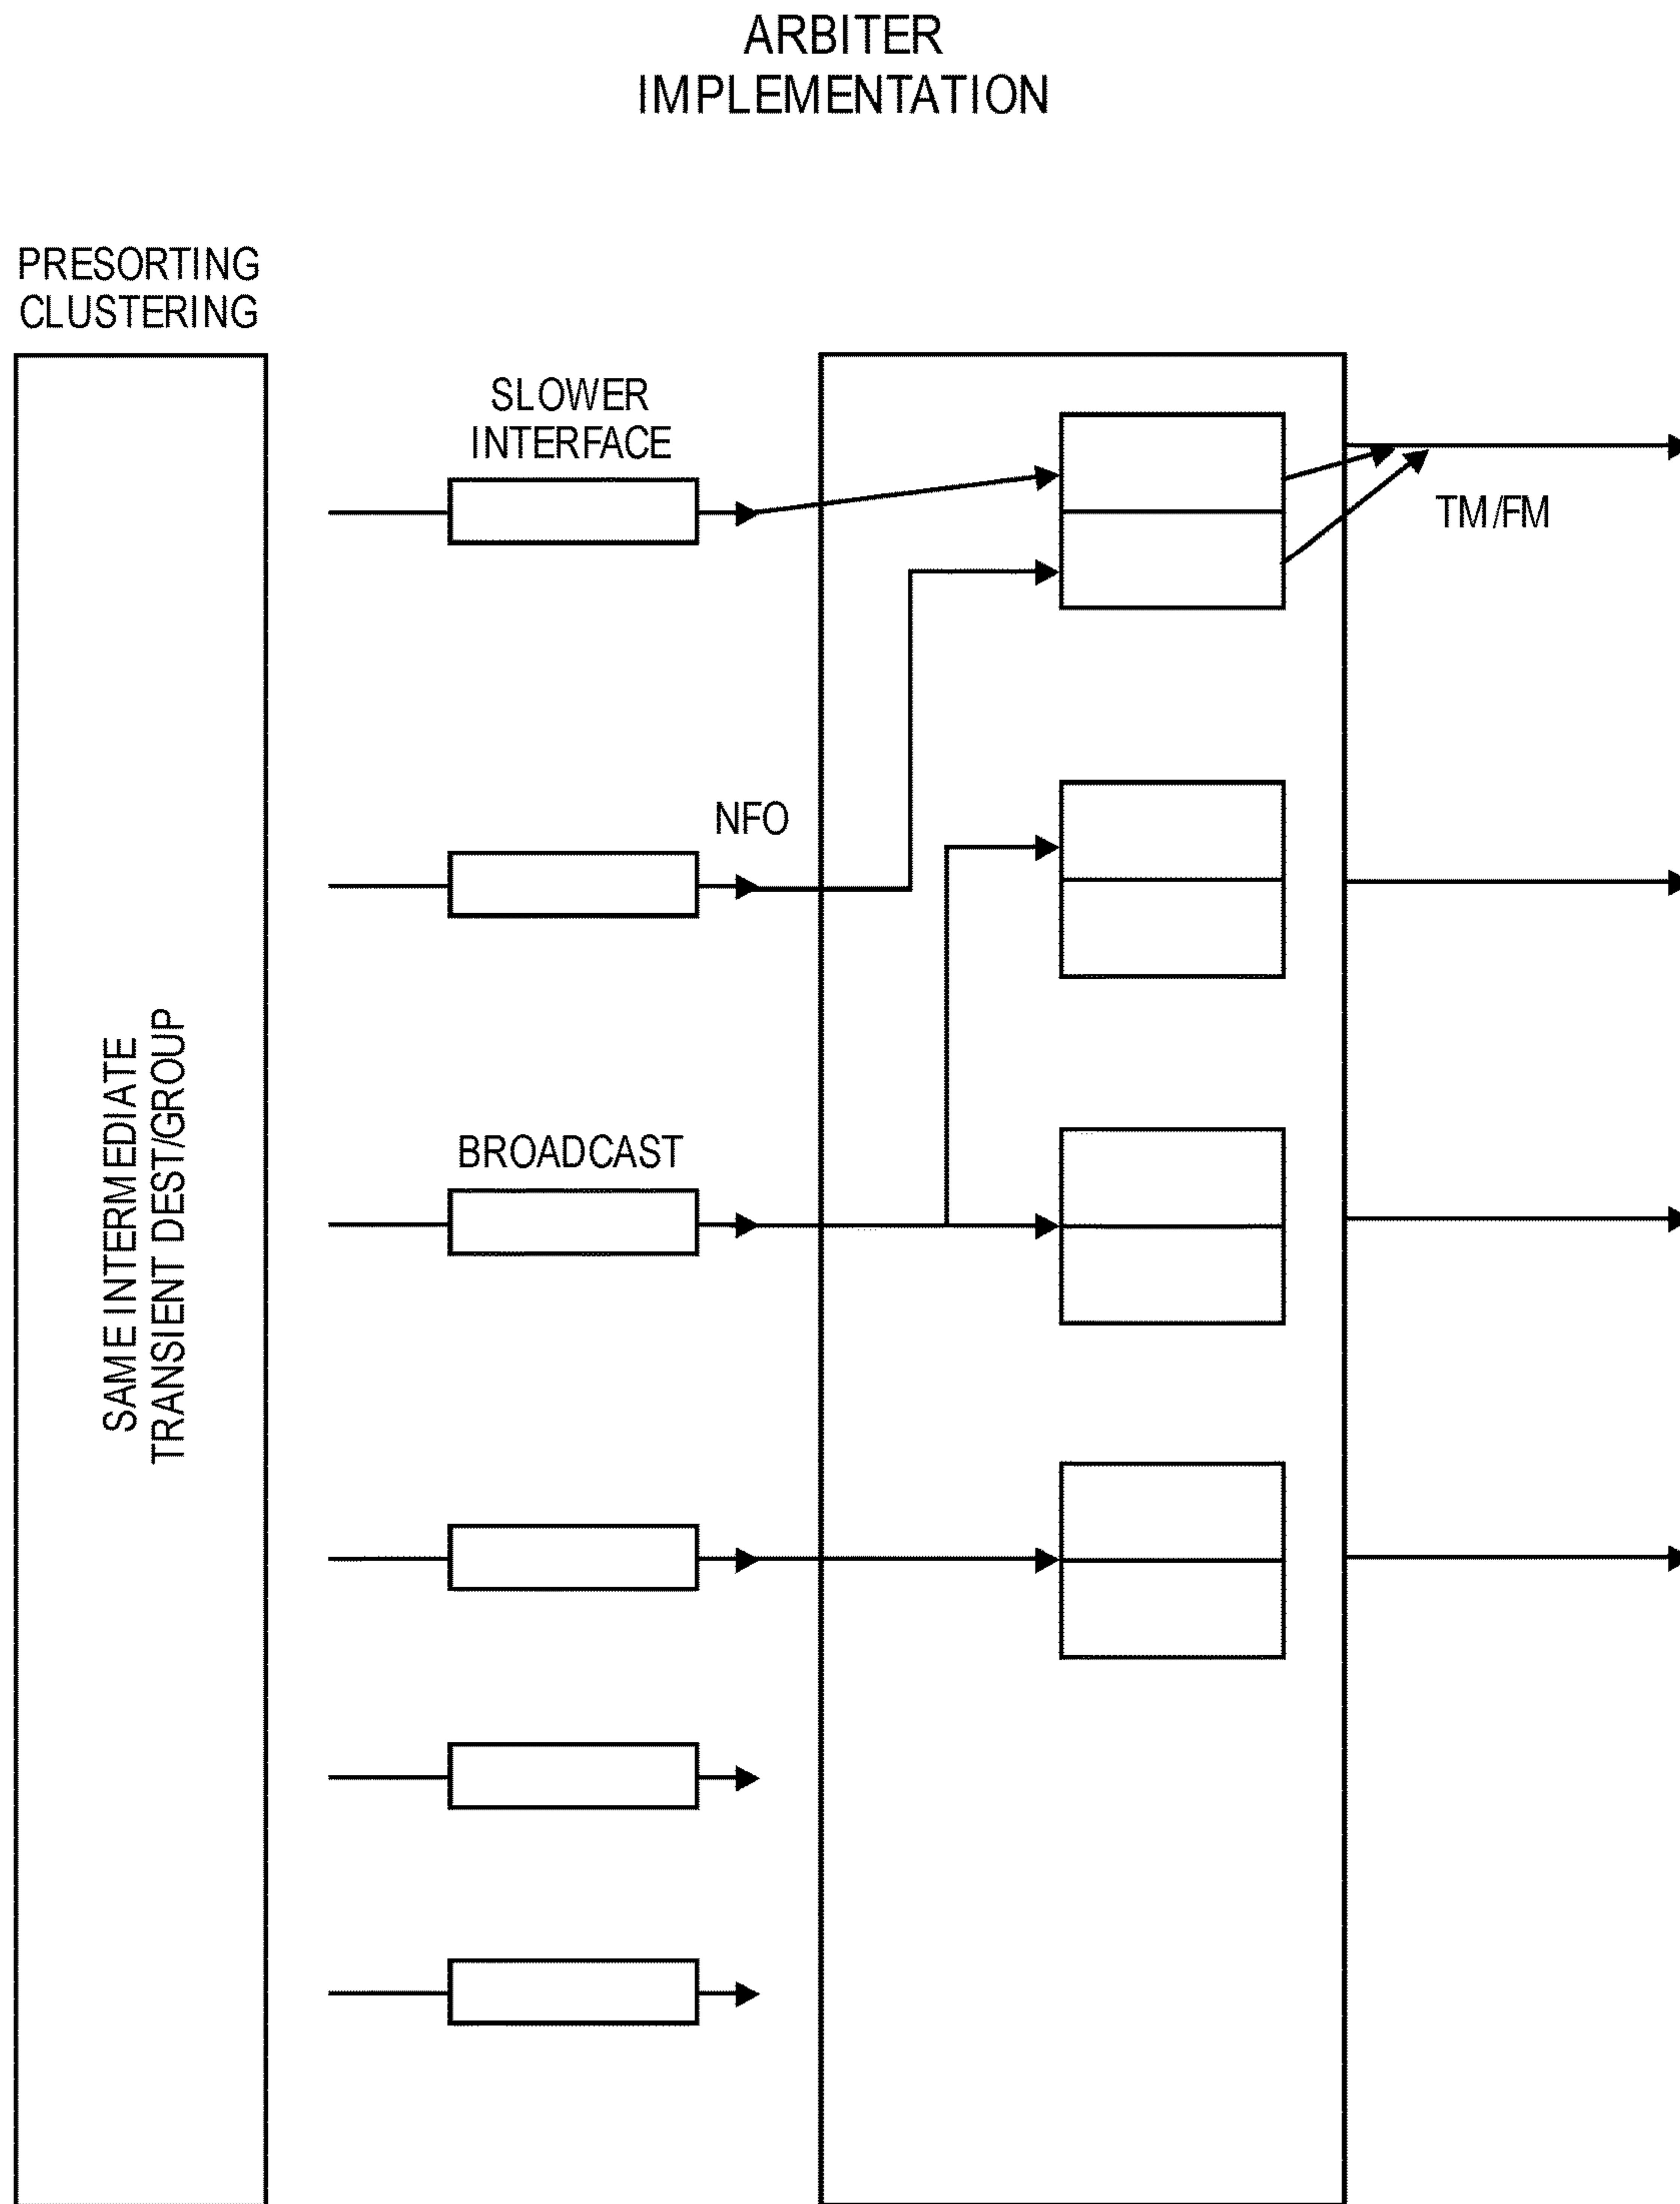 ARBITER
IMPLEMENTATION
PRESORTING
CLUSTERING
SLOWER
INTERFACE
TM/FM
NFO
BROADCAST
SAME INTERMEDIATE
TRANSIENT DEST/GROUP